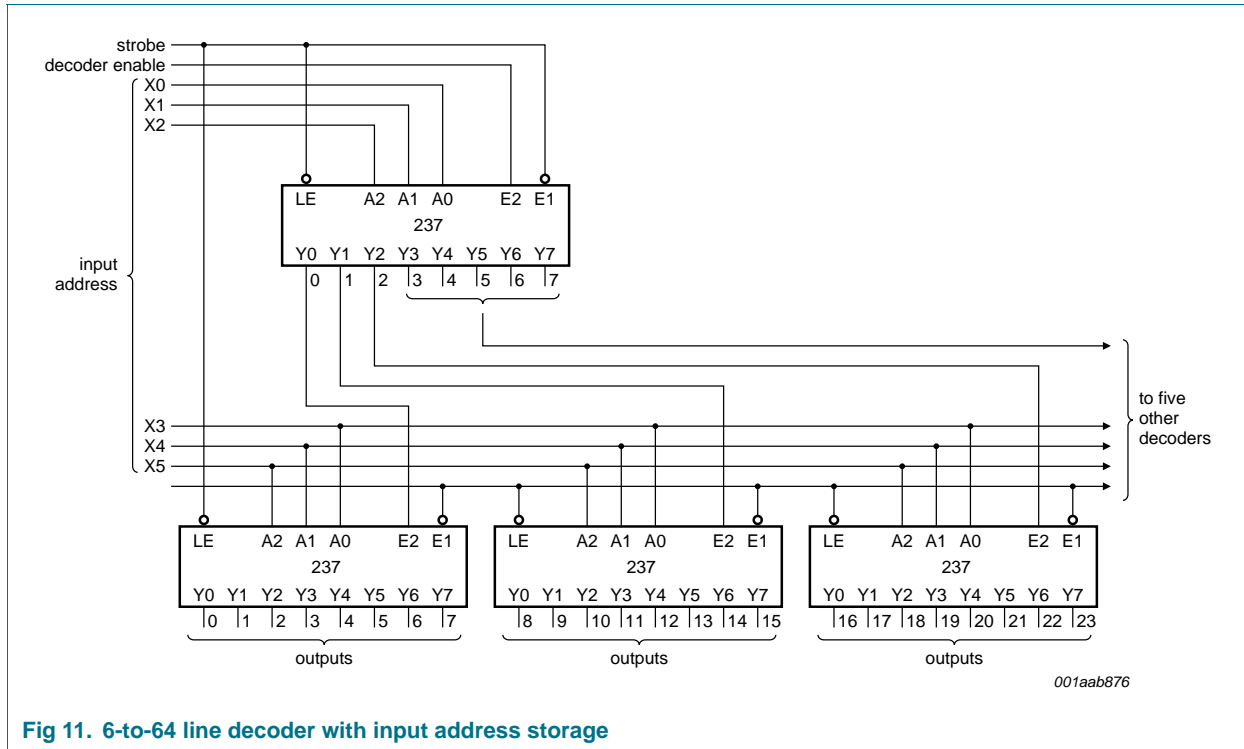 strobe
decoder enable
X0
X1
X2
LE A2 A1 A0 E2 E1
237
Y0 Y1 Y2 Y3 Y4 Y5 Y6 Y7
0 1 2 3 4 5 6 7
input
address
to five
other
decoders
X3
X4
X5
LE A2 A1 A0 E2 E1
237
Y0 Y1 Y2 Y3 Y4 Y5 Y6 Y7
0 1 2 3 4 5 6 7
outputs
LE A2 A1 A0 E2 E1
237
Y0 Y1 Y2 Y3 Y4 Y5 Y6 Y7
8 9 10 11 12 13 14 15
outputs
LE A2 A1 A0 E2 E1
237
Y0 Y1 Y2 Y3 Y4 Y5 Y6 Y7
16 17 18 19 20 21 22 23
outputs
001aab876
Fig 11. 6-to-64 line decoder with input address storage